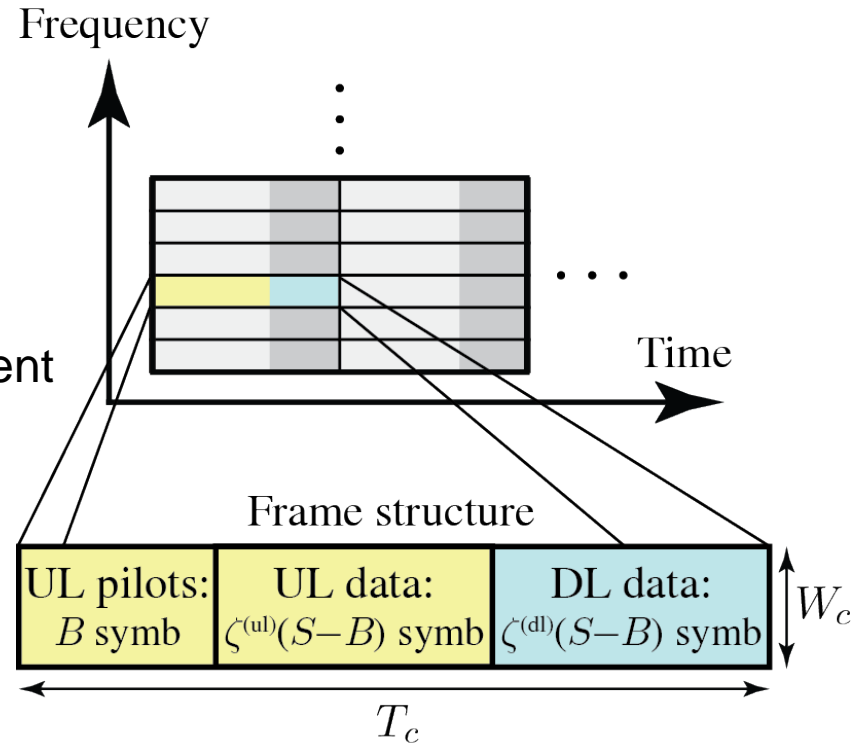 Frequency
ent
Time
Frame structure
UL pilots:
B symb
UL data:
ζ^(ul)(S−B) symb
DL data:
ζ^(dl)(S−B) symb
W_c
T_c